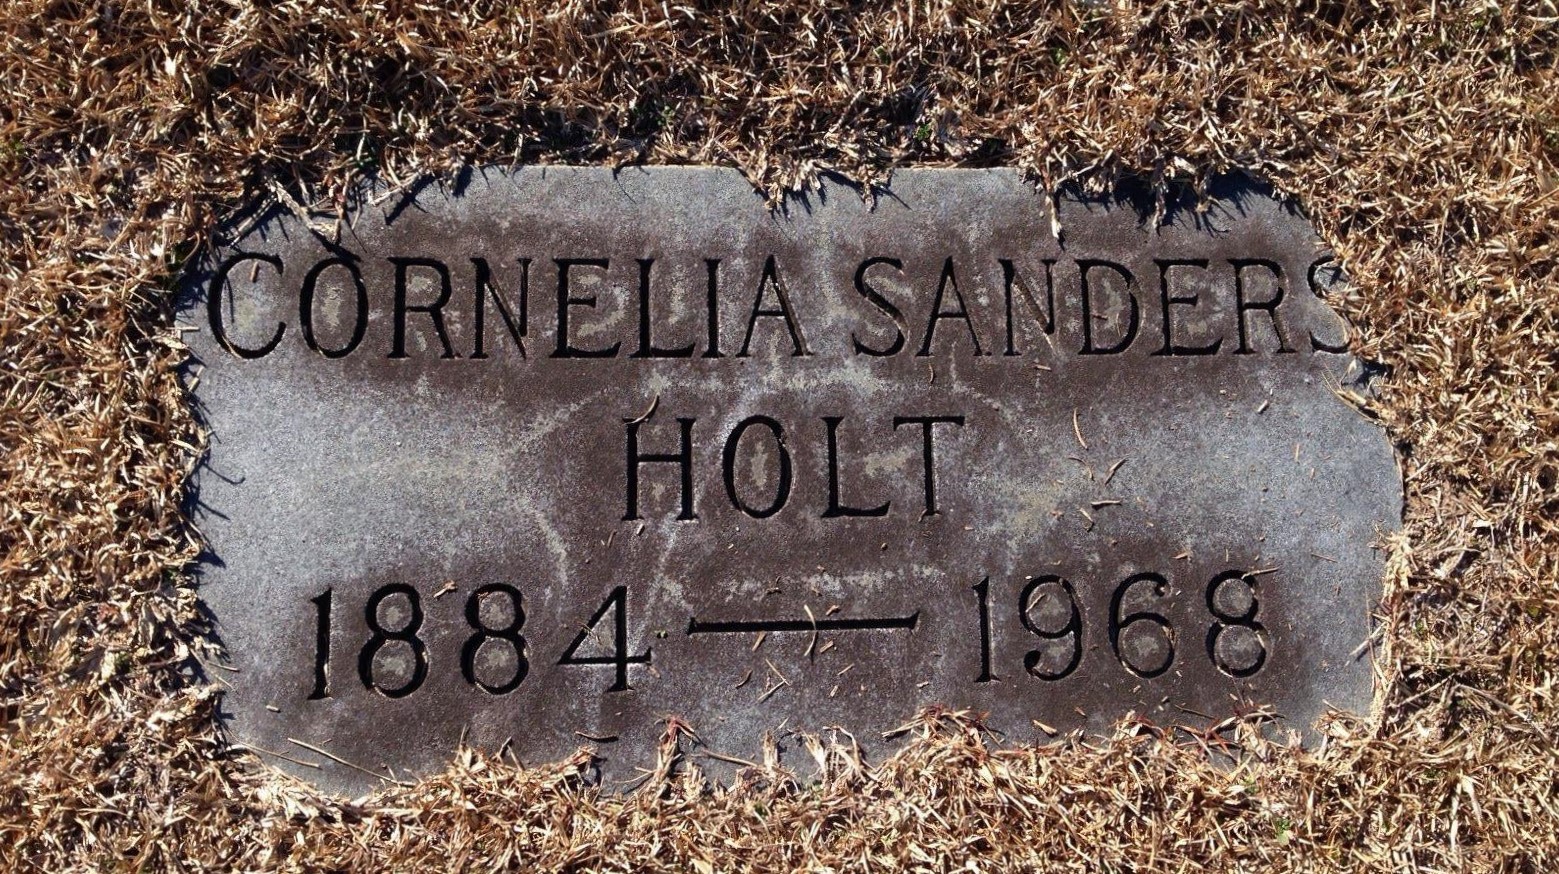 CORNELIA SANDERS
HOLT
1884 — 1968